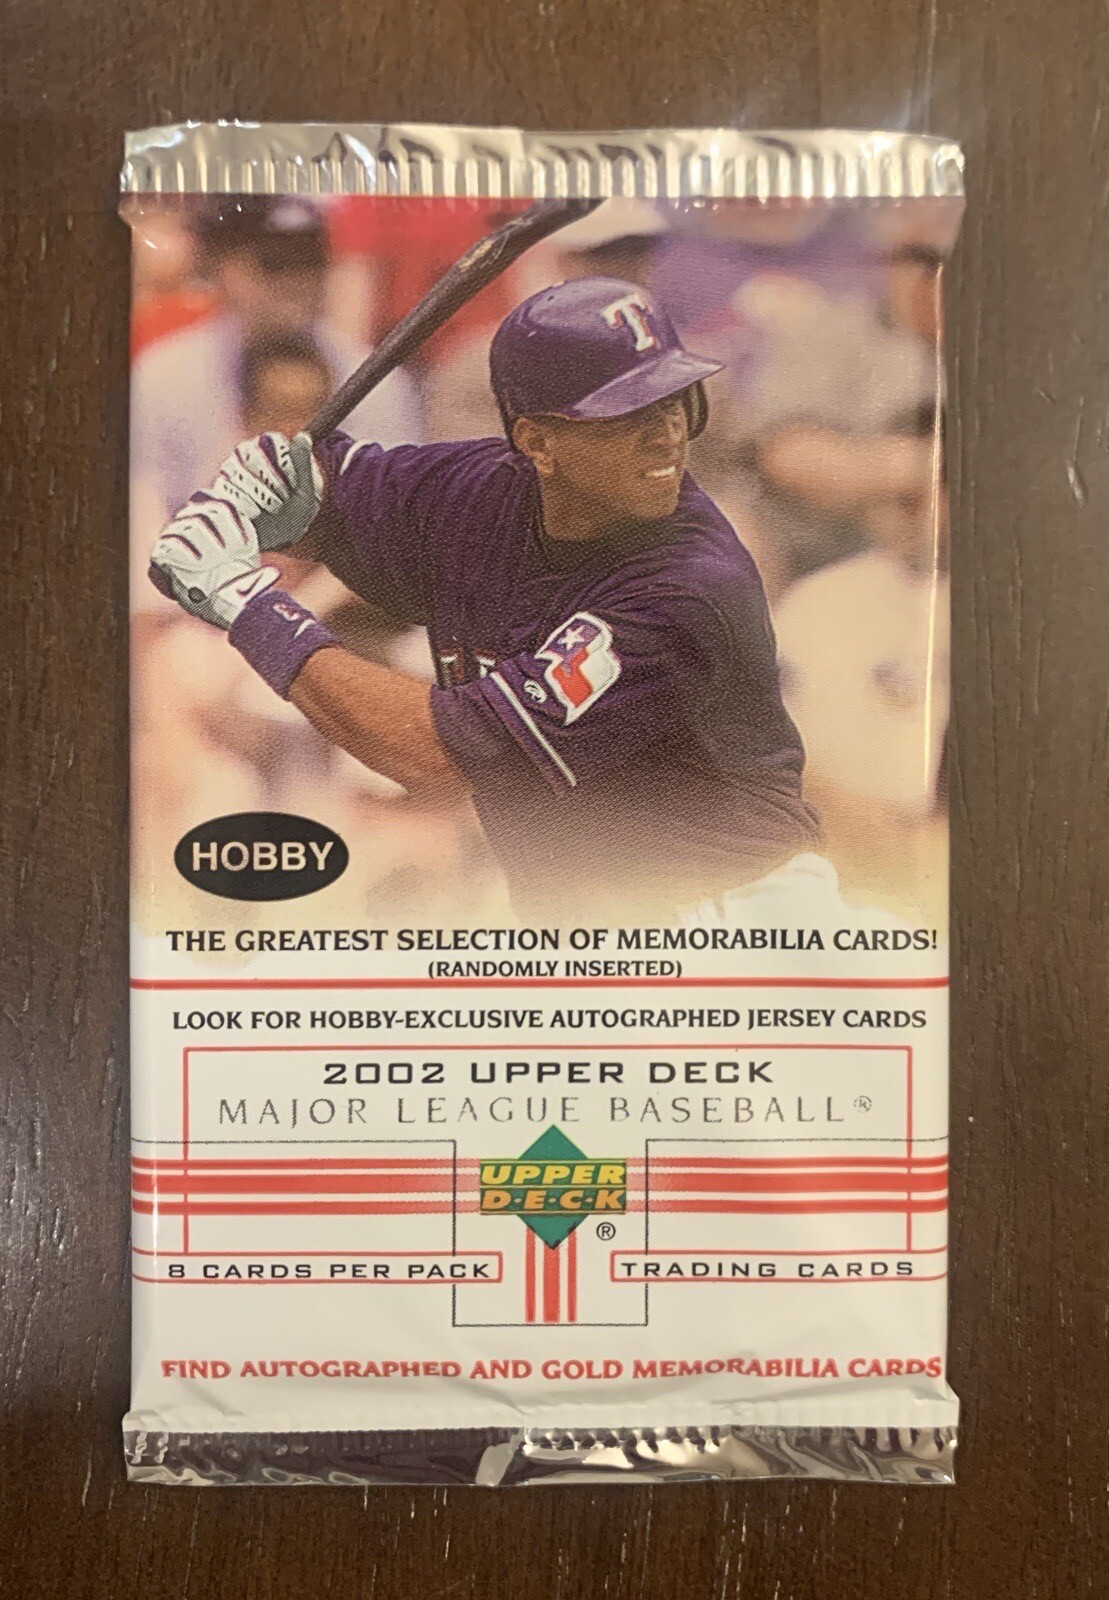 T
HOBBY
THE GREATEST SELECTION OF MEMORABILIA CARDS!
(RANDOMLY INSERTED)
LOOK FOR HOBBY-EXCLUSIVE AUTOGRAPHED JERSEY CARDS
2002 UPPER DECK
MAJOR LEAGUE BASEBALL®
UPPER
D•E•C•K
®
8 CARDS PER PACK
TRADING CARDS
FIND AUTOGRAPHED AND GOLD MEMORABILIA CARDS